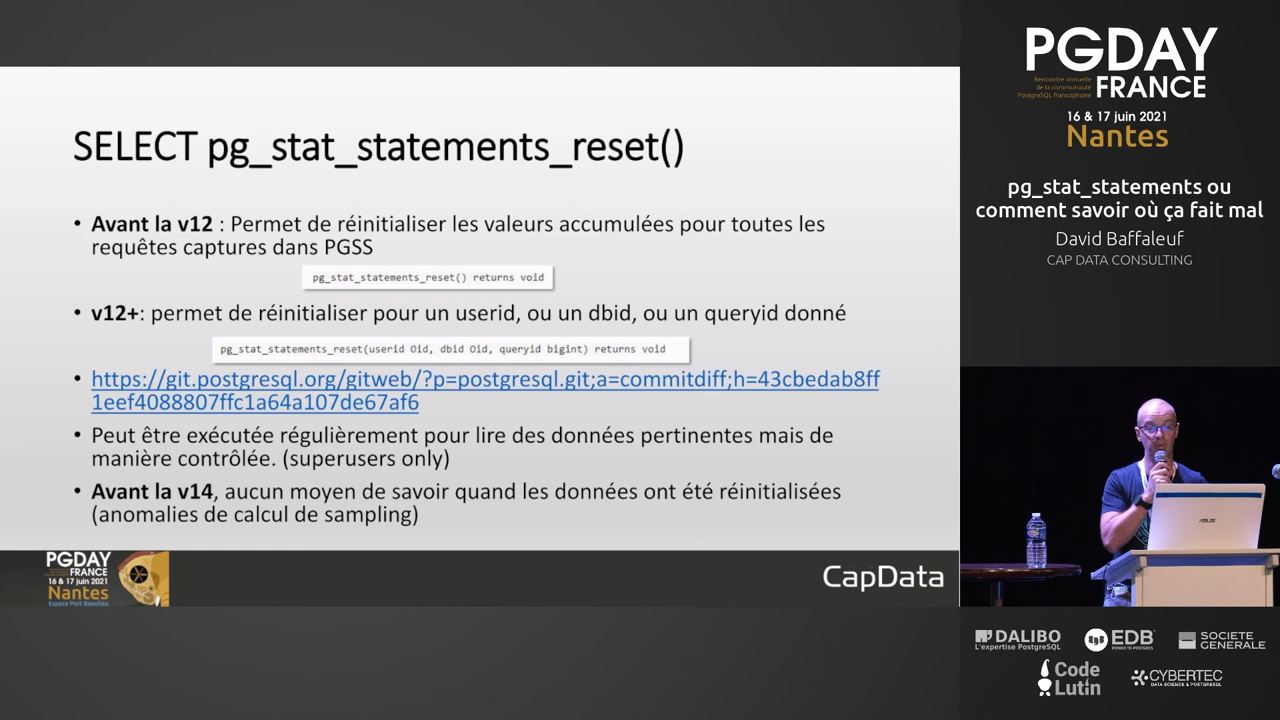 SELECT pg_stat_statements_reset()
• Avant la v12 : Permet de réinitialiser les valeurs accumulées pour toutes les
requêtes captures dans PGSS
pg_stat_statements_reset() returns void
• v12+: permet de réinitialiser pour un userid, ou un dbid, ou un queryid donné
pg_stat_statements_reset(userid Oid, dbid Oid, queryid bigint) returns void
• https://git.postgresql.org/gitweb/?p=postgresql.git;a=commitdiff;h=43cbedab8ff
1eef4088807ffc1a64a107de67af6
• Peut être exécutée régulièrement pour lire des données pertinentes mais de
manière contrôlée. (superusers only)
• Avant la v14, aucun moyen de savoir quand les données ont été réinitialisées
(anomalies de calcul de sampling)
PGDAY
FRANCE
16 & 17 juin 2021
Nantes
Espace Port Beaulieu
CapData
PGDAY
Rencontre annuelle
de la communauté
PostgreSQL francophone
FRANCE
16 & 17 juin 2021
Nantes
pg_stat_statements ou
comment savoir où ça fait mal
David Baffaleuf
CAP DATA CONSULTING
ASUS
DALIBO
L'expertise PostgreSQL
EDB
POWER TO POSTGRES
SOCIETE
GENERALE
Code
Lutin
CYBERTEC
DATA SCIENCE & POSTGRESQL